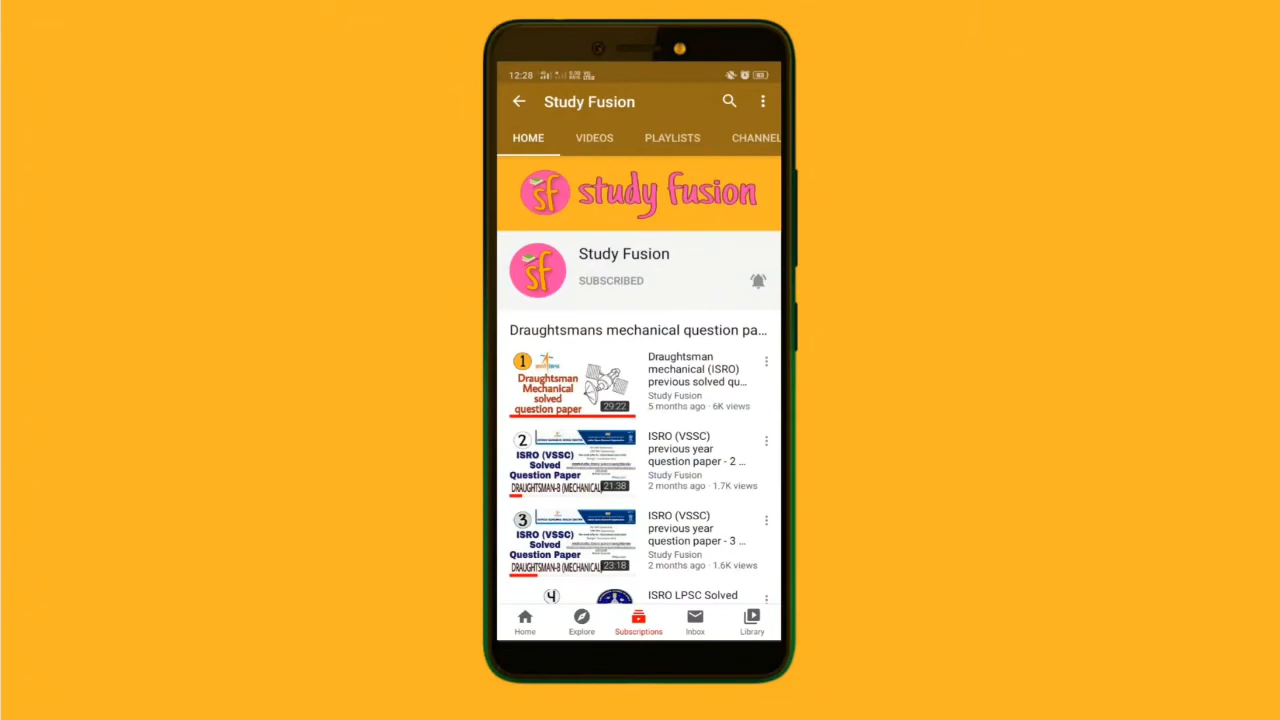 12:28
Study Fusion
HOME VIDEOS PLAYLISTS CHANNEL
sf study fusion
sf
Study Fusion
SUBSCRIBED
Draughtsmans mechanical question pa...
1
Draughtsman
Mechanical
solved
question paper
29:22
Draughtsman
mechanical (ISRO)
previous solved qu...
Study Fusion
5 months ago · 6K views
2
ISRO (VSSC)
Solved
Question Paper
DRAUGHTSMAN-B (MECHANICAL)
21:38
ISRO (VSSC)
previous year
question paper - 2 ...
Study Fusion
2 months ago · 1.7K views
3
ISRO (VSSC)
Solved
Question Paper
DRAUGHTSMAN-B (MECHANICAL)
23:18
ISRO (VSSC)
previous year
question paper - 3 ...
Study Fusion
2 months ago · 1.6K views
4
ISRO LPSC Solved
Home Explore Subscriptions Inbox Library